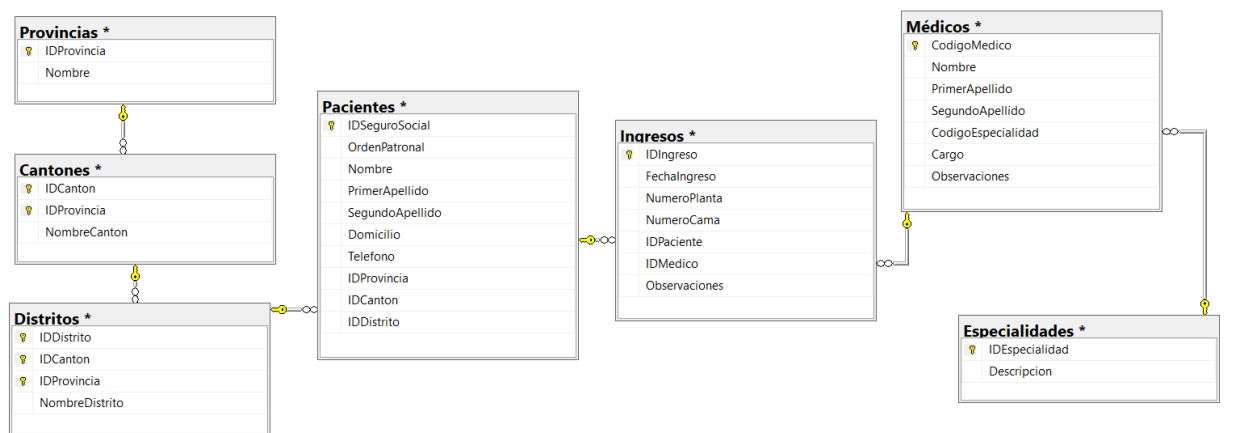 Provincias *
IDProvincia
Nombre
Cantones *
IDCanton
IDProvincia
NombreCanton
Distritos *
IDDistrito
IDCanton
IDProvincia
NombreDistrito
Pacientes *
IDSeguroSocial
OrdenPatronal
Nombre
PrimerApellido
SegundoApellido
Domicilio
Telefono
IDProvincia
IDCanton
IDDistrito
Ingresos *
IDIngreso
FechaIngreso
NumeroPlanta
NumeroCama
IDPaciente
IDMedico
Observaciones
Médicos *
CodigoMedico
Nombre
PrimerApellido
SegundoApellido
CodigoEspecialidad
Cargo
Observaciones
Especialidades *
IDEspecialidad
Descripcion